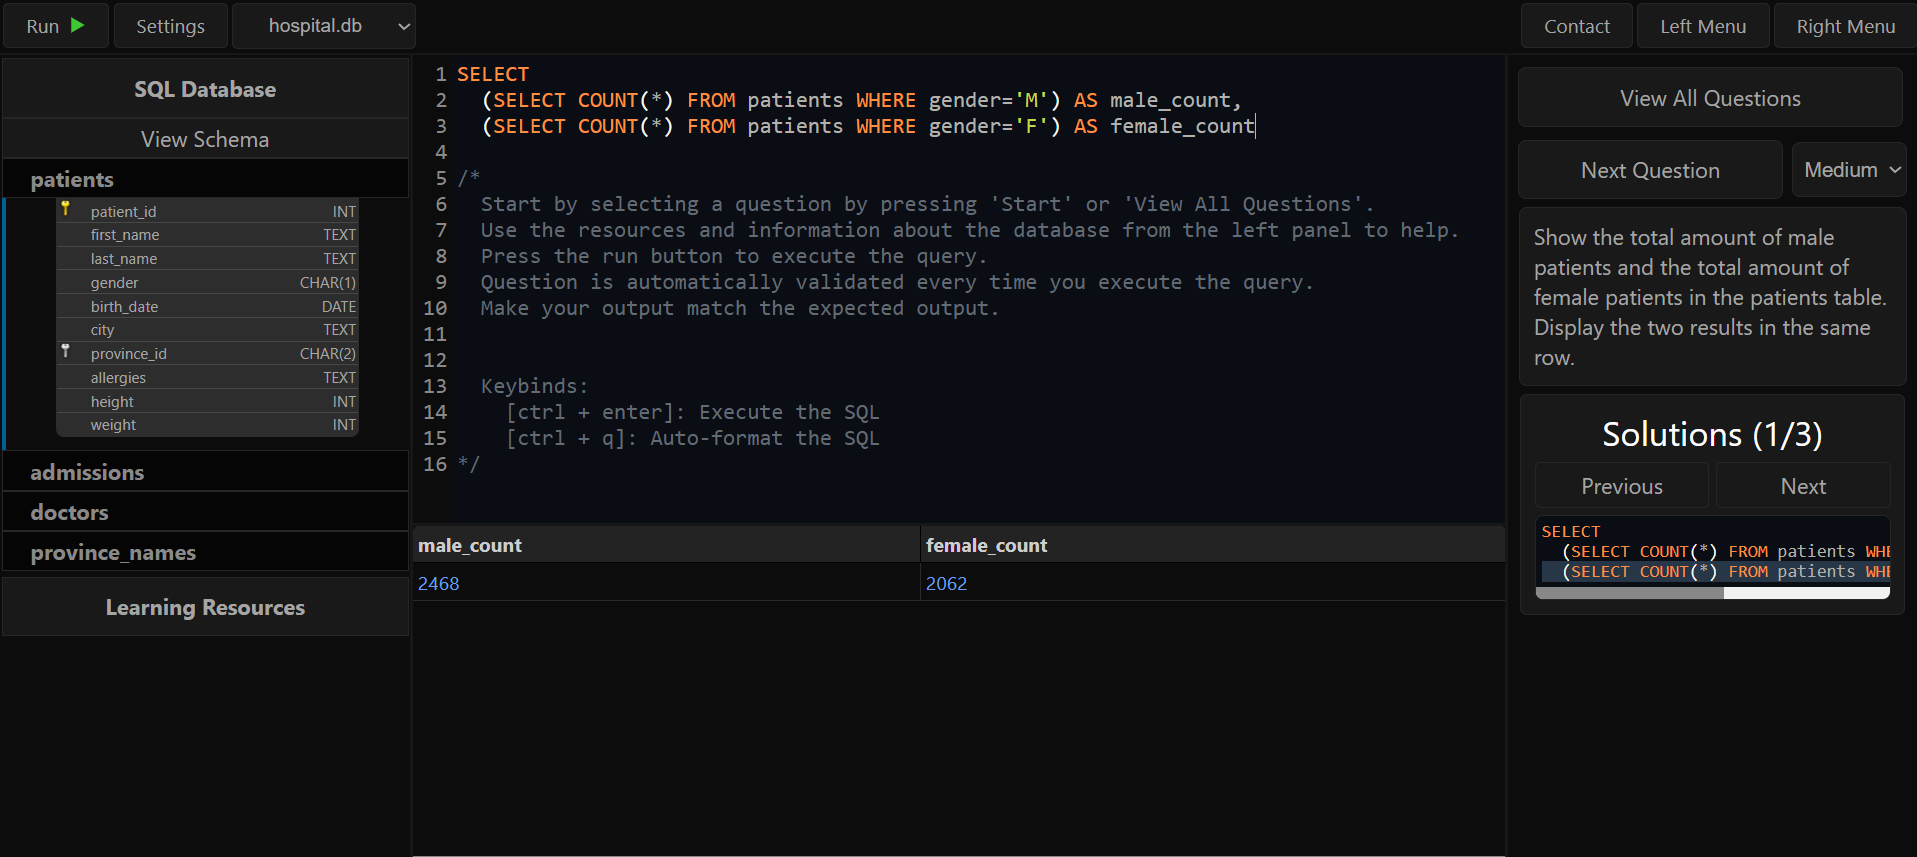 Run
Settings
hospital.db
Contact
Left Menu
Right Menu
SQL Database
View Schema
patients
patient_id INT
first_name TEXT
last_name TEXT
gender CHAR(1)
birth_date DATE
city TEXT
province_id CHAR(2)
allergies TEXT
height INT
weight INT
admissions
doctors
province_names
Learning Resources
1 SELECT
2 (SELECT COUNT(*) FROM patients WHERE gender='M') AS male_count,
3 (SELECT COUNT(*) FROM patients WHERE gender='F') AS female_count
4
5 /*
6 Start by selecting a question by pressing 'Start' or 'View All Questions'.
7 Use the resources and information about the database from the left panel to help.
8 Press the run button to execute the query.
9 Question is automatically validated every time you execute the query.
10 Make your output match the expected output.
11
12
13 Keybinds:
14 [ctrl + enter]: Execute the SQL
15 [ctrl + q]: Auto-format the SQL
16 */
male_count female_count
2468 2062
View All Questions
Next Question
Medium
Show the total amount of male
patients and the total amount of
female patients in the patients table.
Display the two results in the same
row.
Solutions (1/3)
Previous
Next
SELECT
(SELECT COUNT(*) FROM patients WHE
(SELECT COUNT(*) FROM patients WHE